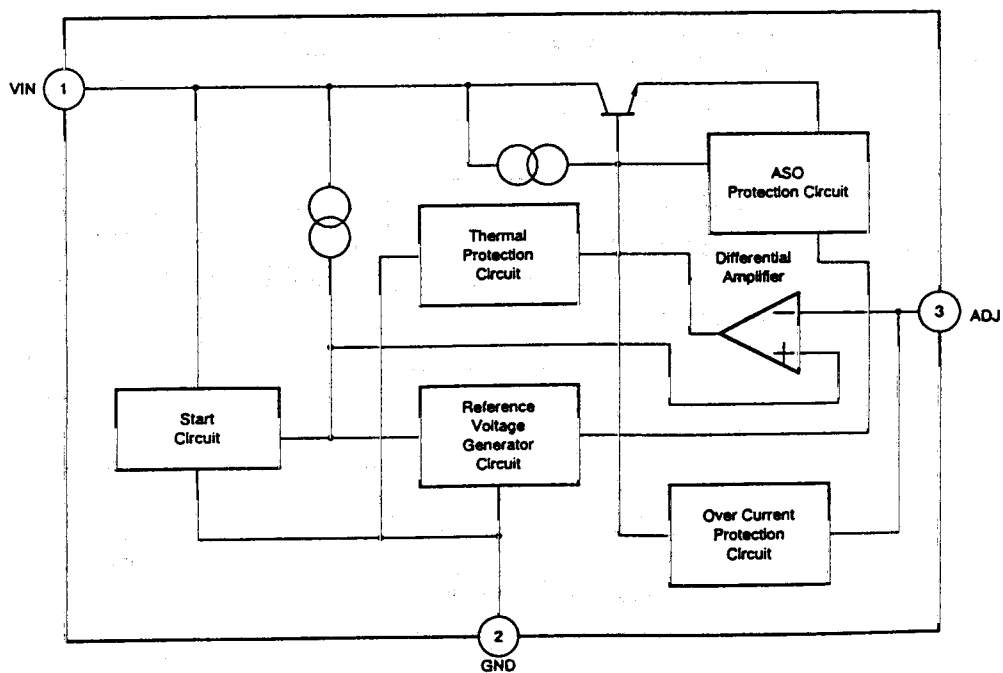 VIN
1
ASO
Protection Circuit
Thermal
Protection
Circuit
Differential
Amplifier
3
ADJ
Start
Circuit
Reference
Voltage
Generator
Circuit
Over Current
Protection
Circuit
2
GND